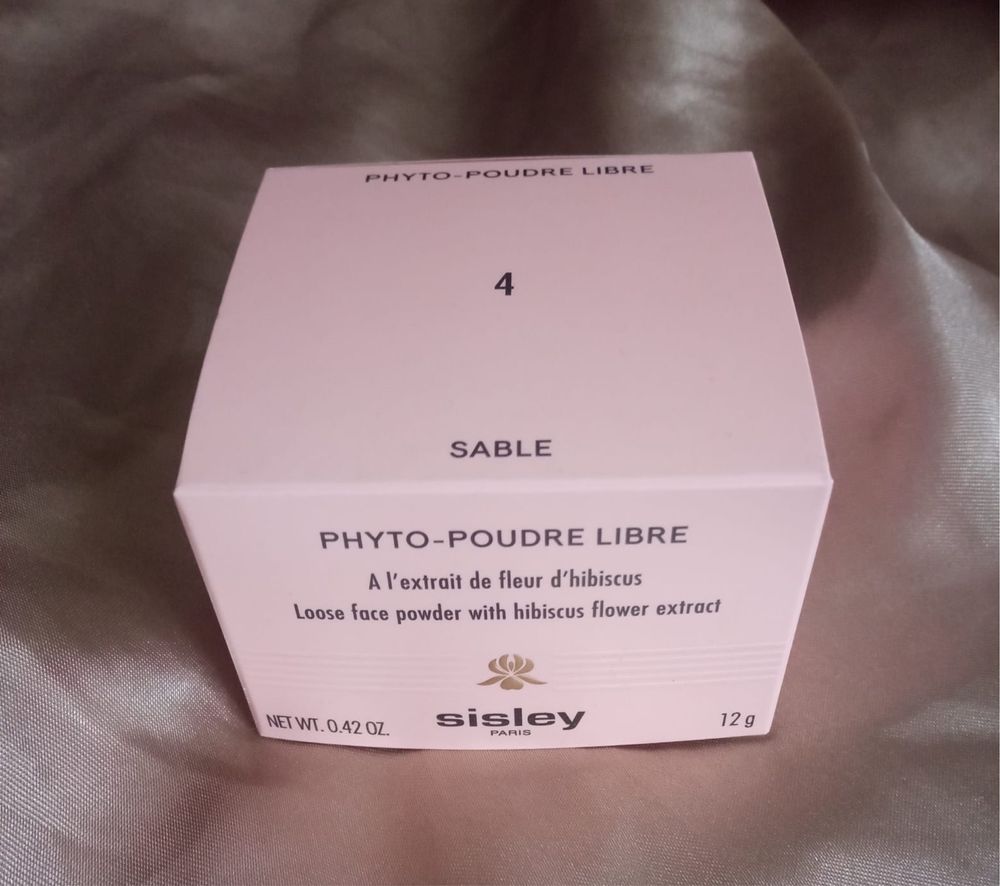 PHYTO-POUDRE LIBRE
4
SABLE
PHYTO-POUDRE LIBRE
A l'extrait de fleur d'hibiscus
Loose face powder with hibiscus flower extract
NET WT. 0.42 OZ.
sisley
PARIS
12 g